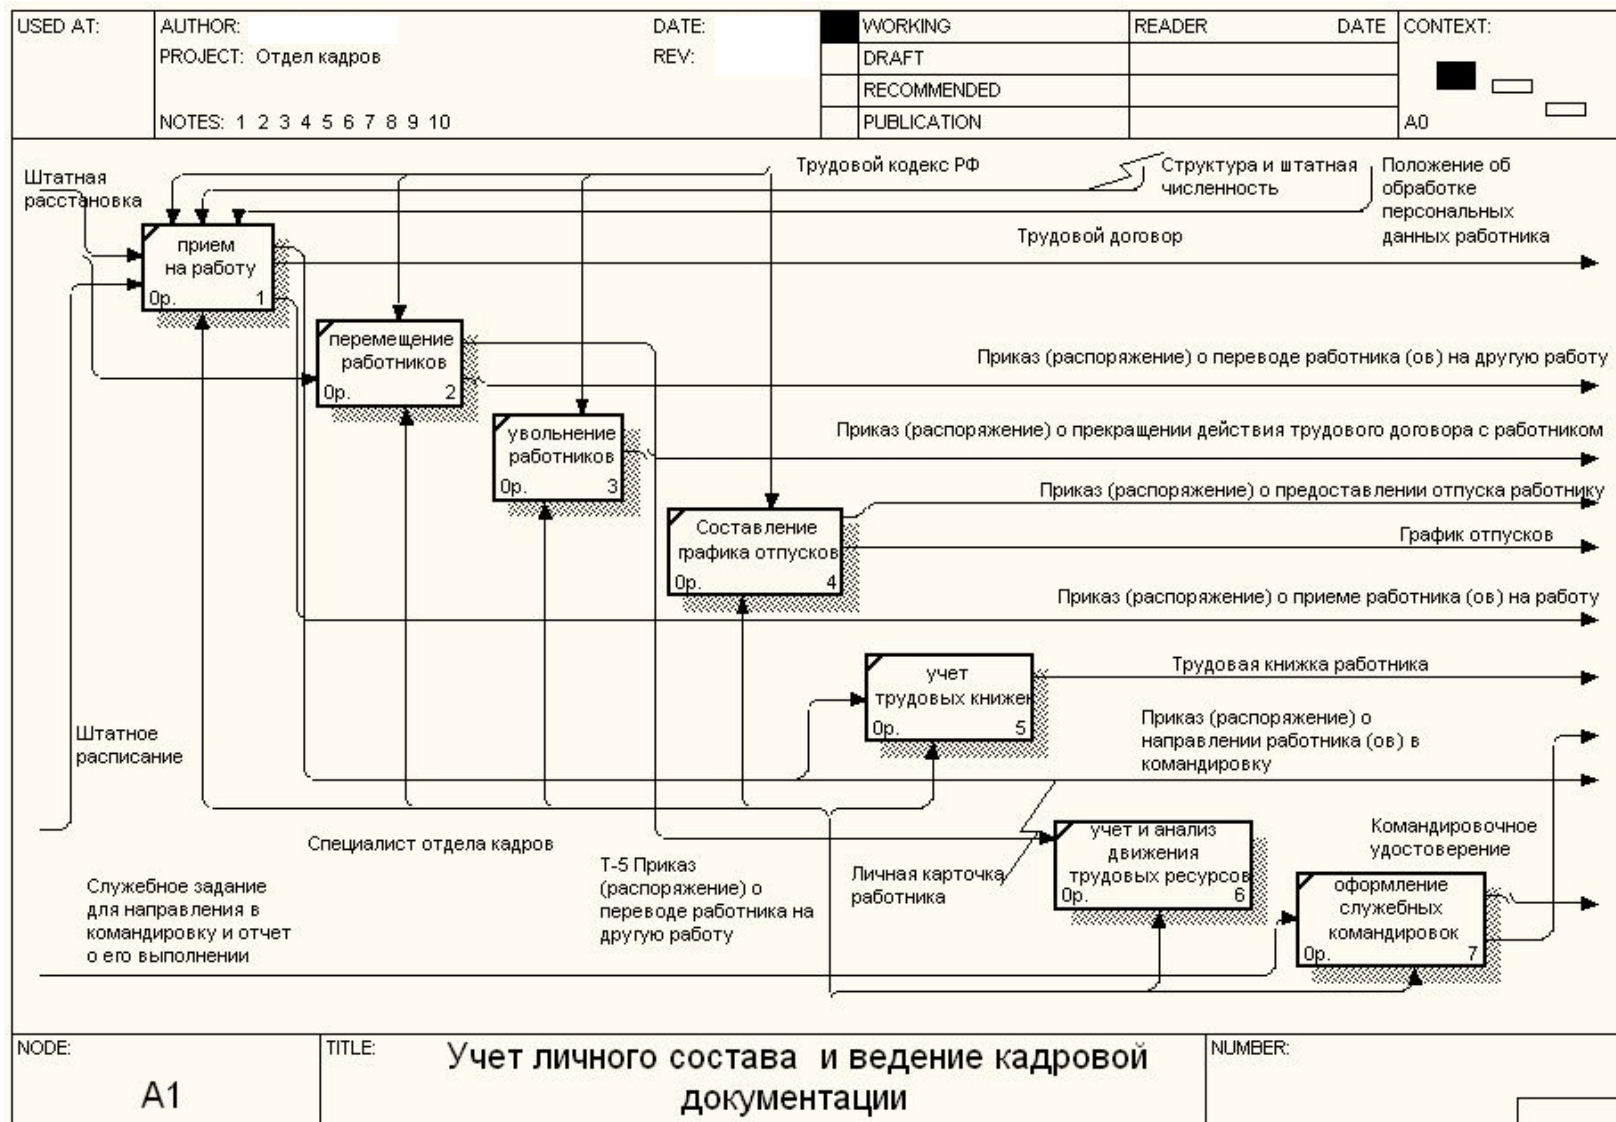 USED AT:
AUTHOR:
DATE:
WORKING
READER
DATE
CONTEXT:
PROJECT: Отдел кадров
REV:
DRAFT
RECOMMENDED
NOTES: 1 2 3 4 5 6 7 8 9 10
PUBLICATION
A0
Штатная
расстановка
Трудовой кодекс РФ
Структура и штатная
численность
Положение об
обработке
персональных
данных работника
прием
на работу
0р. 1
Трудовой договор
перемещение
работников
0р. 2
Приказ (распоряжение) о переводе работника (ов) на другую работу
увольнение
работников
0р. 3
Приказ (распоряжение) о прекращении действия трудового договора с работником
Составление
графика отпусков
0р. 4
Приказ (распоряжение) о предоставлении отпуска работнику
График отпусков
Приказ (распоряжение) о приеме работника (ов) на работу
учет
трудовых книжек
0р. 5
Трудовая книжка работника
Штатное
расписание
Приказ (распоряжение) о
направлении работника (ов) в
командировку
Специалист отдела кадров
учет и анализ
движения
трудовых ресурсов
0р. 6
Командировочное
удостоверение
Т-5 Приказ
(распоряжение) о
переводе работника на
другую работу
Личная карточка
работника
Служебное задание
для направления в
командировку и отчет
о его выполнении
оформление
служебных
командировок
0р. 7
NODE:
A1
TITLE:
Учет личного состава и ведение кадровой
документации
NUMBER: